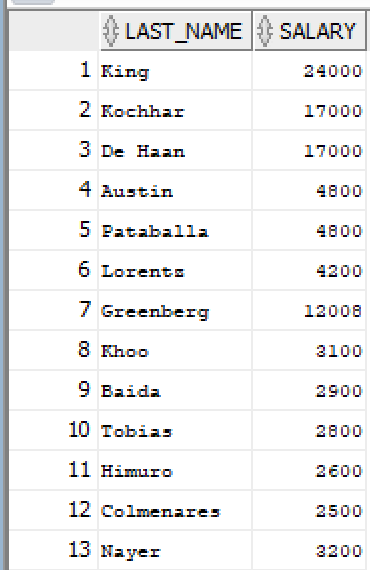 LAST_NAME SALARY
1 King 24000
2 Kochhar 17000
3 De Haan 17000
4 Austin 4800
5 Pataballa 4800
6 Lorentz 4200
7 Greenberg 12008
8 Khoo 3100
9 Baida 2900
10 Tobias 2800
11 Himuro 2600
12 Colmenares 2500
13 Nayer 3200